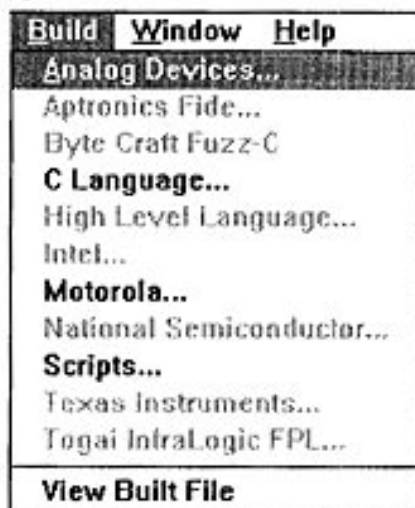 Build Window Help
Analog Devices...
Aptronics Fide...
Byte Craft Fuzz-C
C Language...
High Level Language...
Intel...
Motorola...
National Semiconductor...
Scripts...
Texas Instruments...
Togai InfraLogic FPL...
View Built File